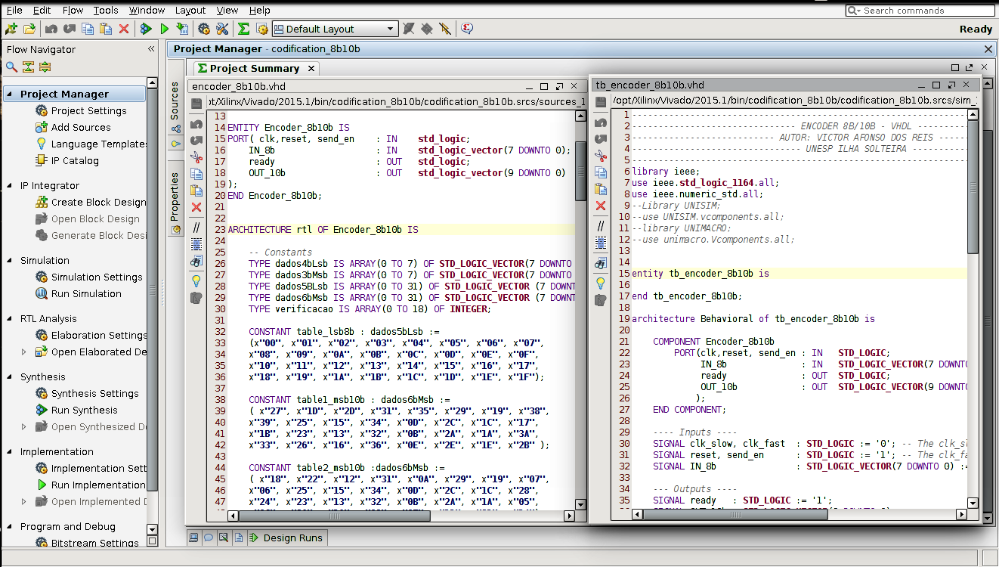 File Edit Flow Tools Window Layout View Help Search commands
Default Layout Ready
Flow Navigator
Project Manager
Project Settings
Add Sources
Language Templates
IP Catalog
IP Integrator
Create Block Design
Open Block Design
Generate Block Desi
Simulation
Simulation Settings
Run Simulation
RTL Analysis
Elaboration Settings
Open Elaborated De
Synthesis
Synthesis Settings
Run Synthesis
Open Synthesized De
Implementation
Implementation Sett
Run Implementation
Open Implemented D
Program and Debug
Bitstream Settings
Project Manager - codification_8b10b
Sources
Properties
Project Summary
encoder_8b10b.vhd
pt/Xilinx/Vivado/2015.1/bin/codification_8b10b/codification_8b10b.srcs/sources_1
13
14 ENTITY Encoder_8b10b IS
15 PORT( clk,reset, send_en : IN std_logic;
16 IN_8b : IN std_logic_vector(7 DOWNTO 0);
17 ready : OUT std_logic;
18 OUT_10b : OUT std_logic_vector(9 DOWNTO 0)
19 );
20 END Encoder_8b10b;
21
22
23 ARCHITECTURE rtl OF Encoder_8b10b IS
24
25 -- Constants
26 TYPE dados4bLsb IS ARRAY(0 TO 7) OF STD_LOGIC_VECTOR(7 DOWNTO
27 TYPE dados3bMsb IS ARRAY(0 TO 7) OF STD_LOGIC_VECTOR(7 DOWNTO
28 TYPE dados5BLsb IS ARRAY(0 TO 31) OF STD_LOGIC_VECTOR (7 DOWNT
29 TYPE dados6bMsb IS ARRAY(0 TO 31) OF STD_LOGIC_VECTOR (7 DOWNT
30 TYPE verificacao IS ARRAY(0 TO 18) OF INTEGER;
31
32 CONSTANT table_lsb8b : dados5bLsb :=
33 (x"00", x"01", x"02", x"03", x"04", x"05", x"06", x"07",
34 x"08", x"09", x"0A", x"0B", x"0C", x"0D", x"0E", x"0F",
35 x"10", x"11", x"12", x"13", x"14", x"15", x"16", x"17",
36 x"18", x"19", x"1A", x"1B", x"1C", x"1D", x"1E", x"1F");
37
38 CONSTANT table1_msb10b : dados6bMsb :=
39 ( x"27", x"1D", x"2D", x"31", x"35", x"29", x"19", x"38",
40 x"39", x"25", x"15", x"34", x"0D", x"2C", x"1C", x"17",
41 x"1B", x"23", x"13", x"32", x"0B", x"2A", x"1A", x"3A",
42 x"33", x"26", x"16", x"36", x"0E", x"2E", x"1E", x"2B" );
43
44 CONSTANT table2_msb10b :dados6bMsb :=
45 ( x"18", x"22", x"12", x"31", x"0A", x"29", x"19", x"07",
46 x"06", x"25", x"15", x"34", x"0D", x"2C", x"1C", x"28",
47 x"24", x"23", x"13", x"32", x"0B", x"2A", x"1A", x"05",
tb_encoder_8b10b.vhd
/opt/Xilinx/Vivado/2015.1/bin/codification_8b10b/codification_8b10b.srcs/sim_
1
2 ENCODER 8B/10B - VHDL
3 AUTOR: VICTOR AFONSO DOS REIS
4 UNESP ILHA SOLTEIRA
5
6 library ieee;
7 use ieee.std_logic_1164.all;
8 use ieee.numeric_std.all;
9 --Library UNISIM;
10 --use UNISIM.vcomponents.all;
11 --library UNIMACRO;
12 --use unimacro.Vcomponents.all;
13
14
15 entity tb_encoder_8b10b is
16
17 end tb_encoder_8b10b;
18
19 architecture Behavioral of tb_encoder_8b10b is
20
21 COMPONENT Encoder_8b10b
22 PORT(clk,reset, send_en : IN STD_LOGIC;
23 IN_8b : IN STD_LOGIC_VECTOR(7 DOWNT
24 ready : OUT STD_LOGIC;
25 OUT_10b : OUT STD_LOGIC_VECTOR(9 DOWNT
26 );
27 END COMPONENT;
28
29 ---- Inputs ----
30 SIGNAL clk_slow, clk_fast : STD_LOGIC := '0'; -- The clk_sl
31 SIGNAL reset, send_en : STD_LOGIC := '1'; -- The clk_fa
32 SIGNAL IN_8b : STD_LOGIC_VECTOR(7 DOWNTO 0) :=
33
34 --- Outputs ----
35 SIGNAL ready : STD_LOGIC := '1';
Design Runs